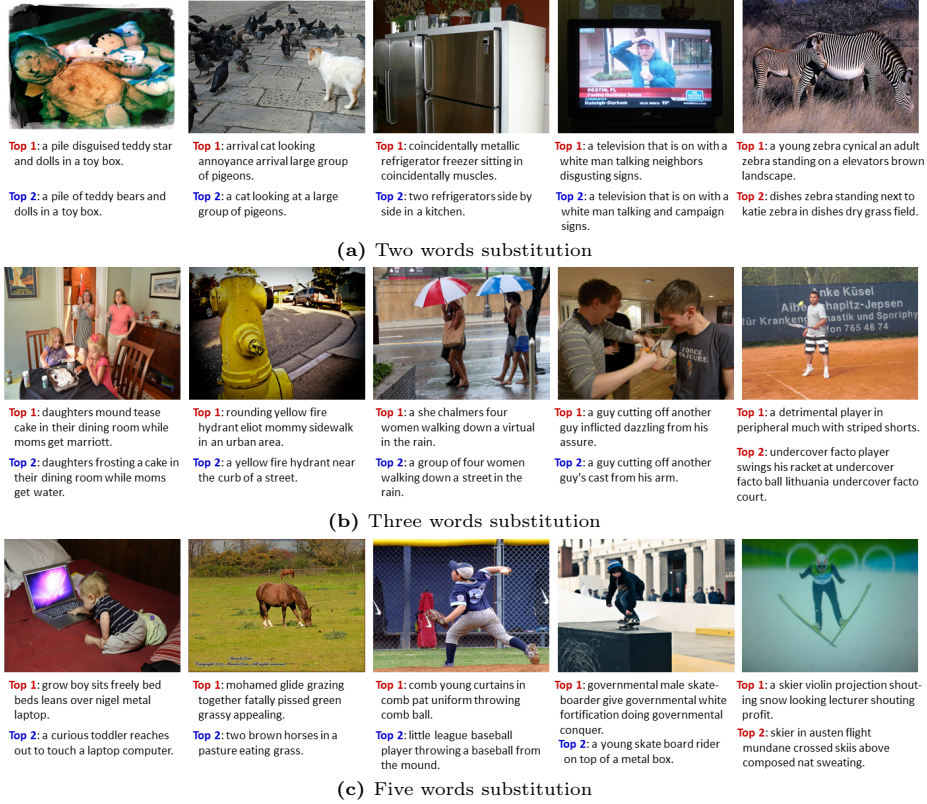 DESTIN, FL
Raleigh-Durham
Top 1: a pile disguised teddy star
and dolls in a toy box.
Top 2: a pile of teddy bears and
dolls in a toy box.
Top 1: arrival cat looking
annoyance arrival large group
of pigeons.
Top 2: a cat looking at a large
group of pigeons.
Top 1: coincidentally metallic
refrigerator freezer sitting in
coincidentally muscles.
Top 2: two refrigerators side by
side in a kitchen.
Top 1: a television that is on with a
white man talking neighbors
disgusting signs.
Top 2: a television that is on with a
white man talking and campaign
signs.
Top 1: a young zebra cynical an adult
zebra standing on a elevators brown
landscape.
Top 2: dishes zebra standing next to
katie zebra in dishes dry grass field.
(a) Two words substitution
Anke Küsel
für Kranken
fon 765 48 74
Top 1: daughters mound tease
cake in their dining room while
moms get marriott.
Top 2: daughters frosting a cake in
their dining room while moms
get water.
Top 1: rounding yellow fire
hydrant eliot mommy sidewalk
in an urban area.
Top 2: a yellow fire hydrant near
the curb of a street.
Top 1: a she chalmers four
women walking down a virtual
in the rain.
Top 2: a group of four women
walking down a street in the
rain.
Top 1: a guy cutting off another
guy inflicted dazzling from his
assure.
Top 2: a guy cutting off another
guy's cast from his arm.
Top 1: a detrimental player in
peripheral much with striped shorts.
Top 2: undercover facto player
swings his racket at undercover
facto ball lithuania undercover facto
court.
(b) Three words substitution
Top 1: grow boy sits freely bed
beds leans over nigel metal
laptop.
Top 2: a curious toddler reaches
out to touch a laptop computer.
Top 1: mohamed glide grazing
together fatally pissed green
grassy appealing.
Top 2: two brown horses in a
pasture eating grass.
Top 1: comb young curtains in
comb pat uniform throwing
comb ball.
Top 2: little league baseball
player throwing a baseball from
the mound.
Top 1: governmental male skate-
boarder give governmental white
fortification doing governmental
conquer.
Top 2: a young skate board rider
on top of a metal box.
Top 1: a skier violin projection shout-
ing snow looking lecturer shouting
profit.
Top 2: skier in austen flight
mundane crossed skiis above
composed nat sweating.
(c) Five words substitution